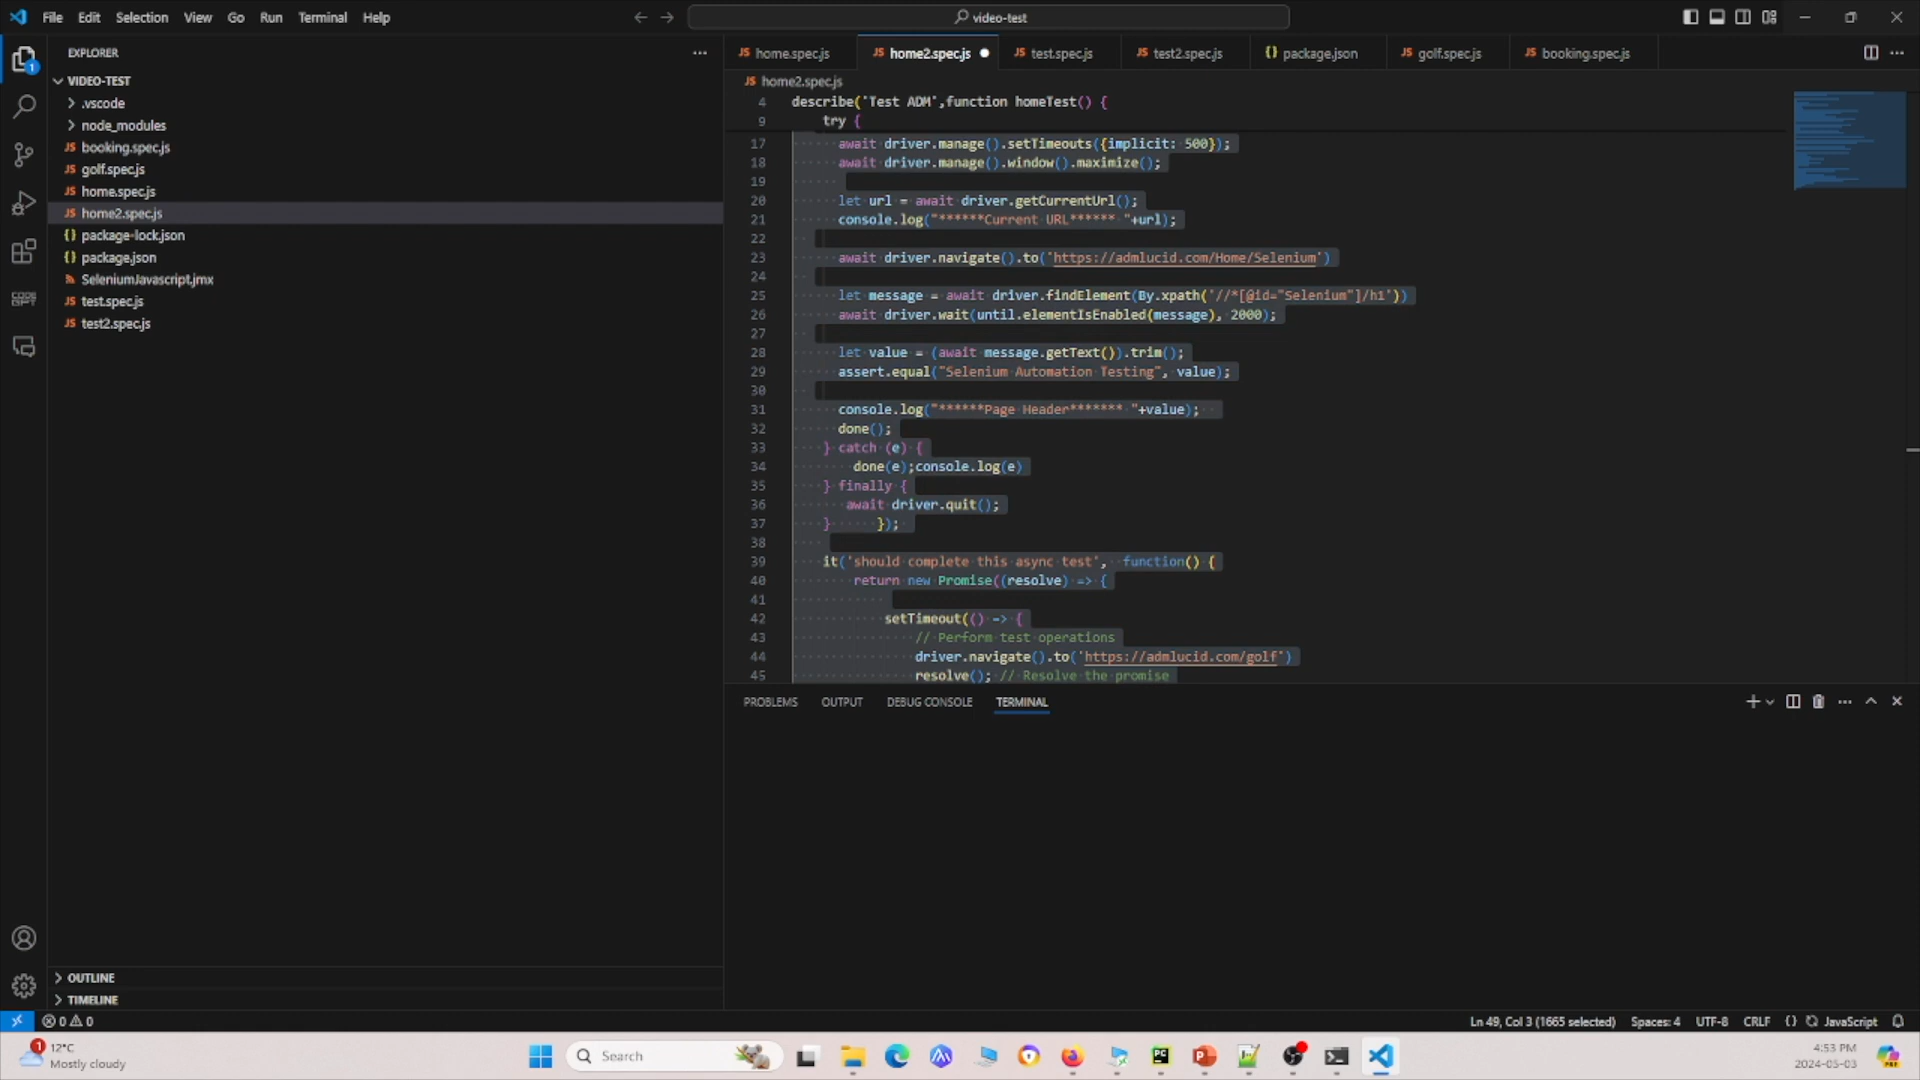 File Edit Selection View Go Run Terminal Help
video-test
EXPLORER
VIDEO-TEST
.vscode
node_modules
booking.spec.js
golf.spec.js
home.spec.js
home2.spec.js
package-lock.json
package.json
SeleniumJavascript.jmx
test.spec.js
test2.spec.js
OUTLINE
TIMELINE
home.spec.js home2.spec.js test.spec.js test2.spec.js package.json golf.spec.js booking.spec.js
home2.spec.js
4 describe('Test ADM',function homeTest() {
9 try {
17 await driver.manage().setTimeouts({implicit: 500});
18 await driver.manage().window().maximize();
19
20 let url = await driver.getCurrentUrl();
21 console.log("******Current URL****** "+url);
22
23 await driver.navigate().to('https://admlucid.com/Home/Selenium')
24
25 let message = await driver.findElement(By.xpath('//*[@id="Selenium"]/h1'))
26 await driver.wait(until.elementIsEnabled(message), 2000);
27
28 let value = (await message.getText()).trim();
29 assert.equal("Selenium Automation Testing", value);
30
31 console.log("******Page Header******* "+value);
32 done();
33 } catch (e) {
34 done(e);console.log(e)
35 } finally {
36 await driver.quit();
37 } });
38
39 it('should complete this async test', function() {
40 return new Promise((resolve) => {
41
42 setTimeout(() => {
43 // Perform test operations
44 driver.navigate().to('https://admlucid.com/golf')
45 resolve(); // Resolve the promise
PROBLEMS OUTPUT DEBUG CONSOLE TERMINAL
0 0
Ln 49, Col 3 (1665 selected) Spaces: 4 UTF-8 CRLF {} JavaScript
12°C
Mostly cloudy
Search
4:53 PM
2024-05-03